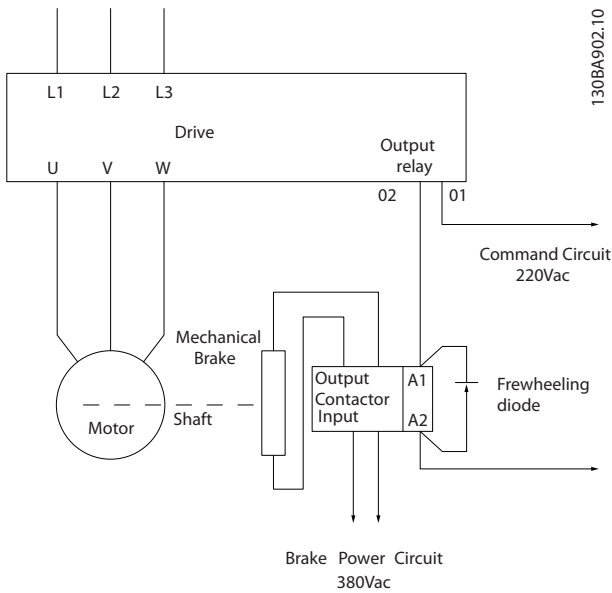 130BA902.10
L1 L2 L3
Drive
U V W
Output
relay
02 01
Command Circuit
220Vac
Mechanical
Brake
Output
Contactor
Input
A1
A2
Frewheeling
diode
Motor
Shaft
Brake Power Circuit
380Vac